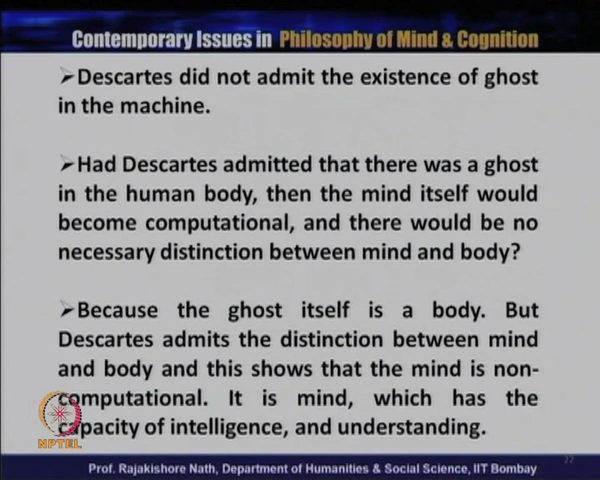 Contemporary Issues in Philosophy of Mind & Cognition
➢Descartes did not admit the existence of ghost
in the machine.
➢Had Descartes admitted that there was a ghost
in the human body, then the mind itself would
become computational, and there would be no
necessary distinction between mind and body?
➢Because the ghost itself is a body. But
Descartes admits the distinction between mind
and body and this shows that the mind is non-
computational. It is mind, which has the
capacity of intelligence, and understanding.
NPTEL
22
Prof. Rajakishore Nath, Department of Humanities & Social Science, IIT Bombay